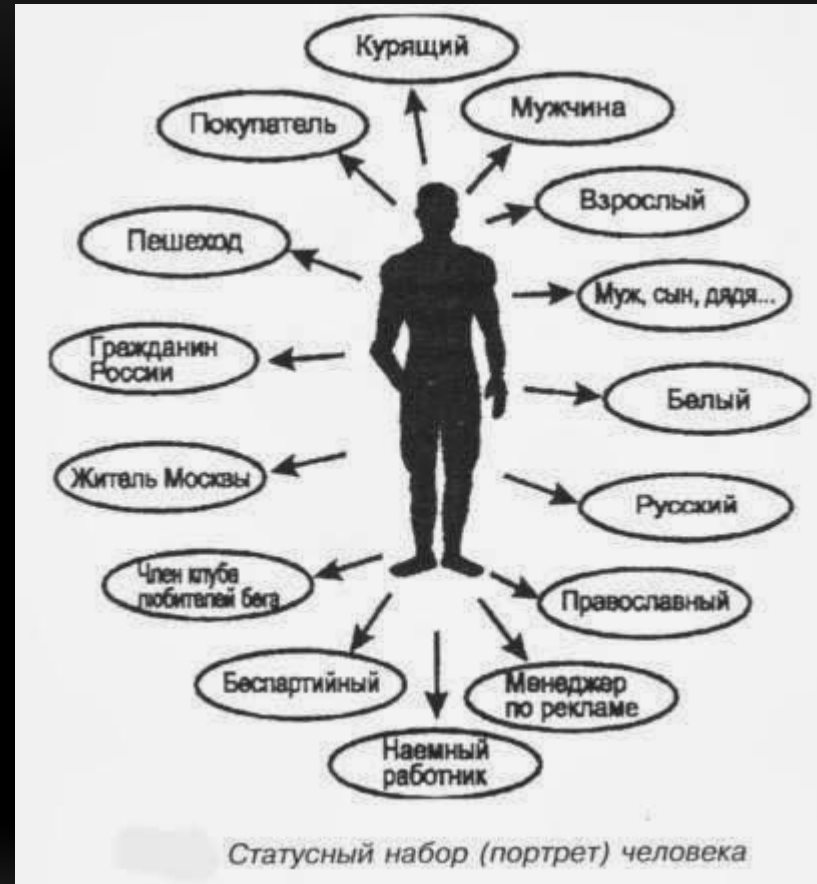 Курящий
Мужчина
Покупатель
Взрослый
Пешеход
Муж, сын, дядя...
Гражданин
России
Белый
Житель Москвы
Русский
Член клуба
любителей бега
Православный
Беспартийный
Менеджер
по рекламе
Наемный
работник
Статусный набор (портрет) человека